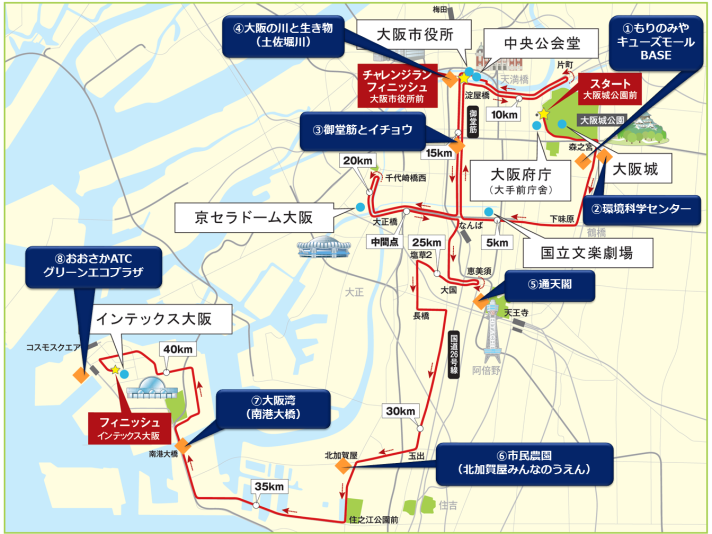 ④大阪の川と生き物
（土佐堀川）
梅田
大阪市役所
中央公会堂
①もりのみや
キューズモール
BASE
チャレンジラン
フィニッシュ
大阪市役所前
天満橋
片町
スタート
大阪城公園前
淀屋橋
10km
御堂筋
大阪城公園
③御堂筋とイチョウ
15km
森之宮
20km
千代崎橋西
大阪府庁
（大手前庁舎）
大阪城
②環境科学センター
京セラドーム大阪
大正橋
中間点
なんば
5km
下味原
鶴橋
国立文楽劇場
25km
塩草2
恵美須
⑧おおさかATC
グリーンエコプラザ
大正
大国
⑤通天閣
長橋
天王寺
インテックス大阪
コスモスクエア
40km
国道26号線
阿倍野
フィニッシュ
インテックス大阪
⑦大阪湾
（南港大橋）
30km
南港大橋
北加賀屋
玉出
⑥市民農園
（北加賀屋みんなのうえん）
35km
住之江公園前
住吉